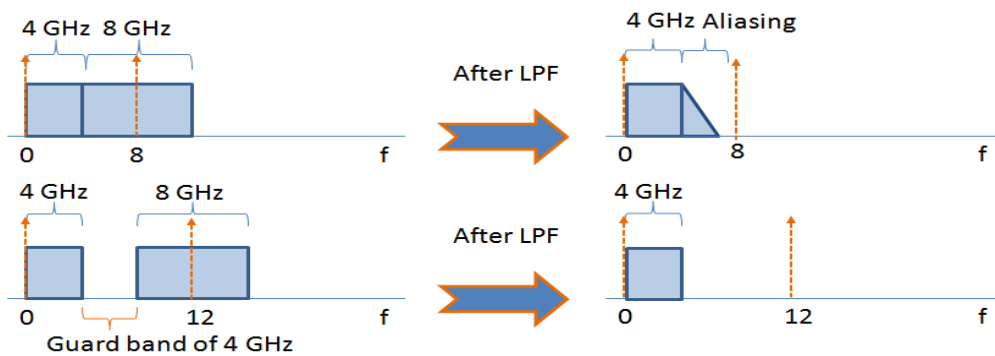 4 GHz 8 GHz
4 GHz Aliasing
After LPF
0 8 f
0 8 f
4 GHz 8 GHz
4 GHz
After LPF
0 12 f
0 12 f
Guard band of 4 GHz